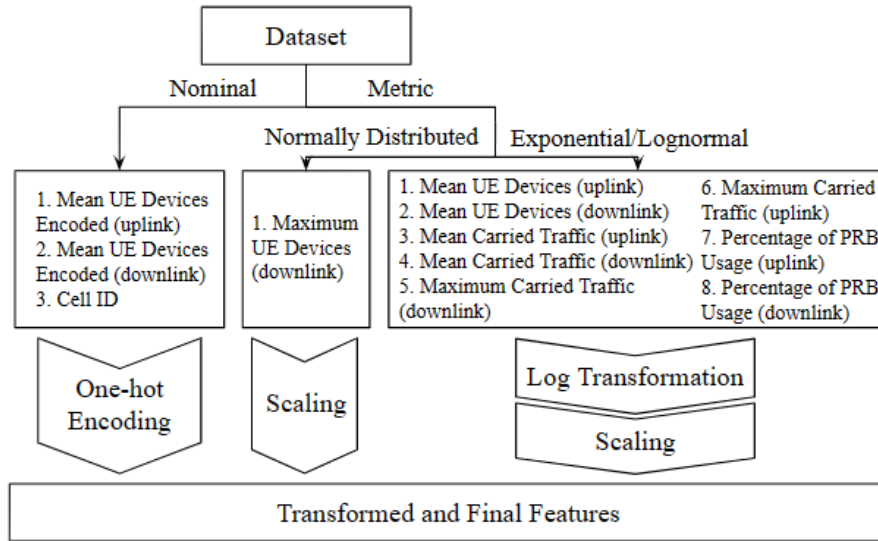 Dataset
Nominal
Metric
Normally Distributed
Exponential/Lognormal
1. Mean UE Devices
Encoded (uplink)
2. Mean UE Devices
Encoded (downlink)
3. Cell ID
1. Maximum
UE Devices
(downlink)
1. Mean UE Devices (uplink)
2. Mean UE Devices (downlink)
3. Mean Carried Traffic (uplink)
4. Mean Carried Traffic (downlink)
5. Maximum Carried Traffic
(downlink)
6. Maximum Carried
Traffic (uplink)
7. Percentage of PRB
Usage (uplink)
8. Percentage of PRB
Usage (downlink)
One-hot
Encoding
Scaling
Log Transformation
Scaling
Transformed and Final Features